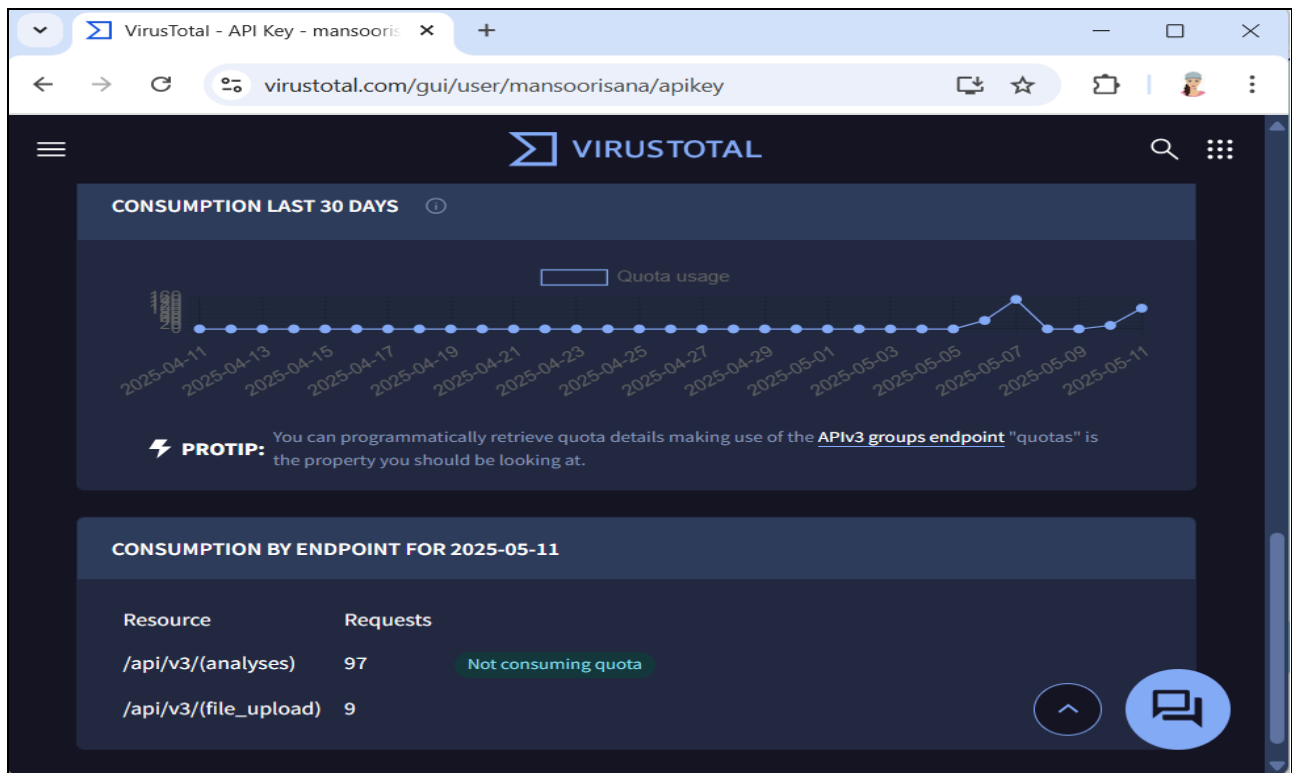 VirusTotal - API Key - mansooris
virustotal.com/gui/user/mansoorisana/apikey
VIRUSTOTAL
CONSUMPTION LAST 30 DAYS
Quota usage
160
20
0
2025-04-11
2025-04-13
2025-04-15
2025-04-17
2025-04-19
2025-04-21
2025-04-23
2025-04-25
2025-04-27
2025-04-29
2025-05-01
2025-05-03
2025-05-05
2025-05-07
2025-05-09
2025-05-11
PROTIP: You can programmatically retrieve quota details making use of the APIv3 groups endpoint "quotas" is
the property you should be looking at.
CONSUMPTION BY ENDPOINT FOR 2025-05-11
Resource Requests
/api/v3/(analyses) 97 Not consuming quota
/api/v3/(file_upload) 9